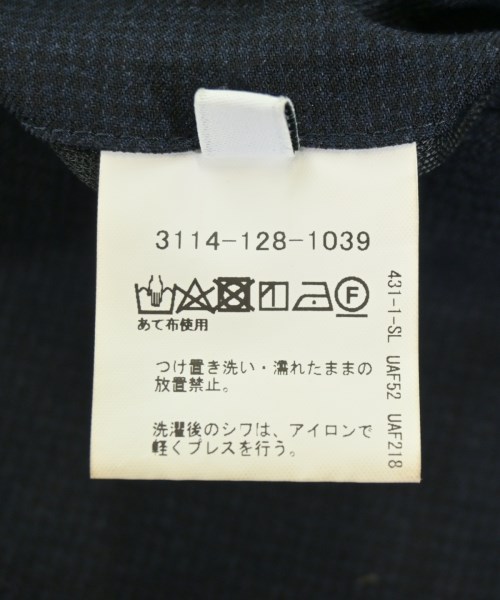 3114-128-1039
F
あて布使用
つけ置き洗い・濡れたままの
放置禁止。
洗濯後のシワは、アイロンで
軽くプレスを行う。
431-1-SL UAF52 UAF218